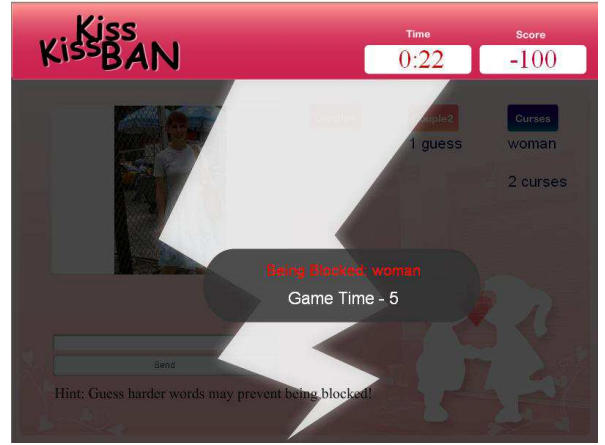 Kiss
KissBAN
Time
Score
0:22
-100
Couple2
Curses
1 guess
woman
2 curses
Being Blocked: woman
Game Time - 5
Send
Hint: Guess harder words may prevent being blocked!